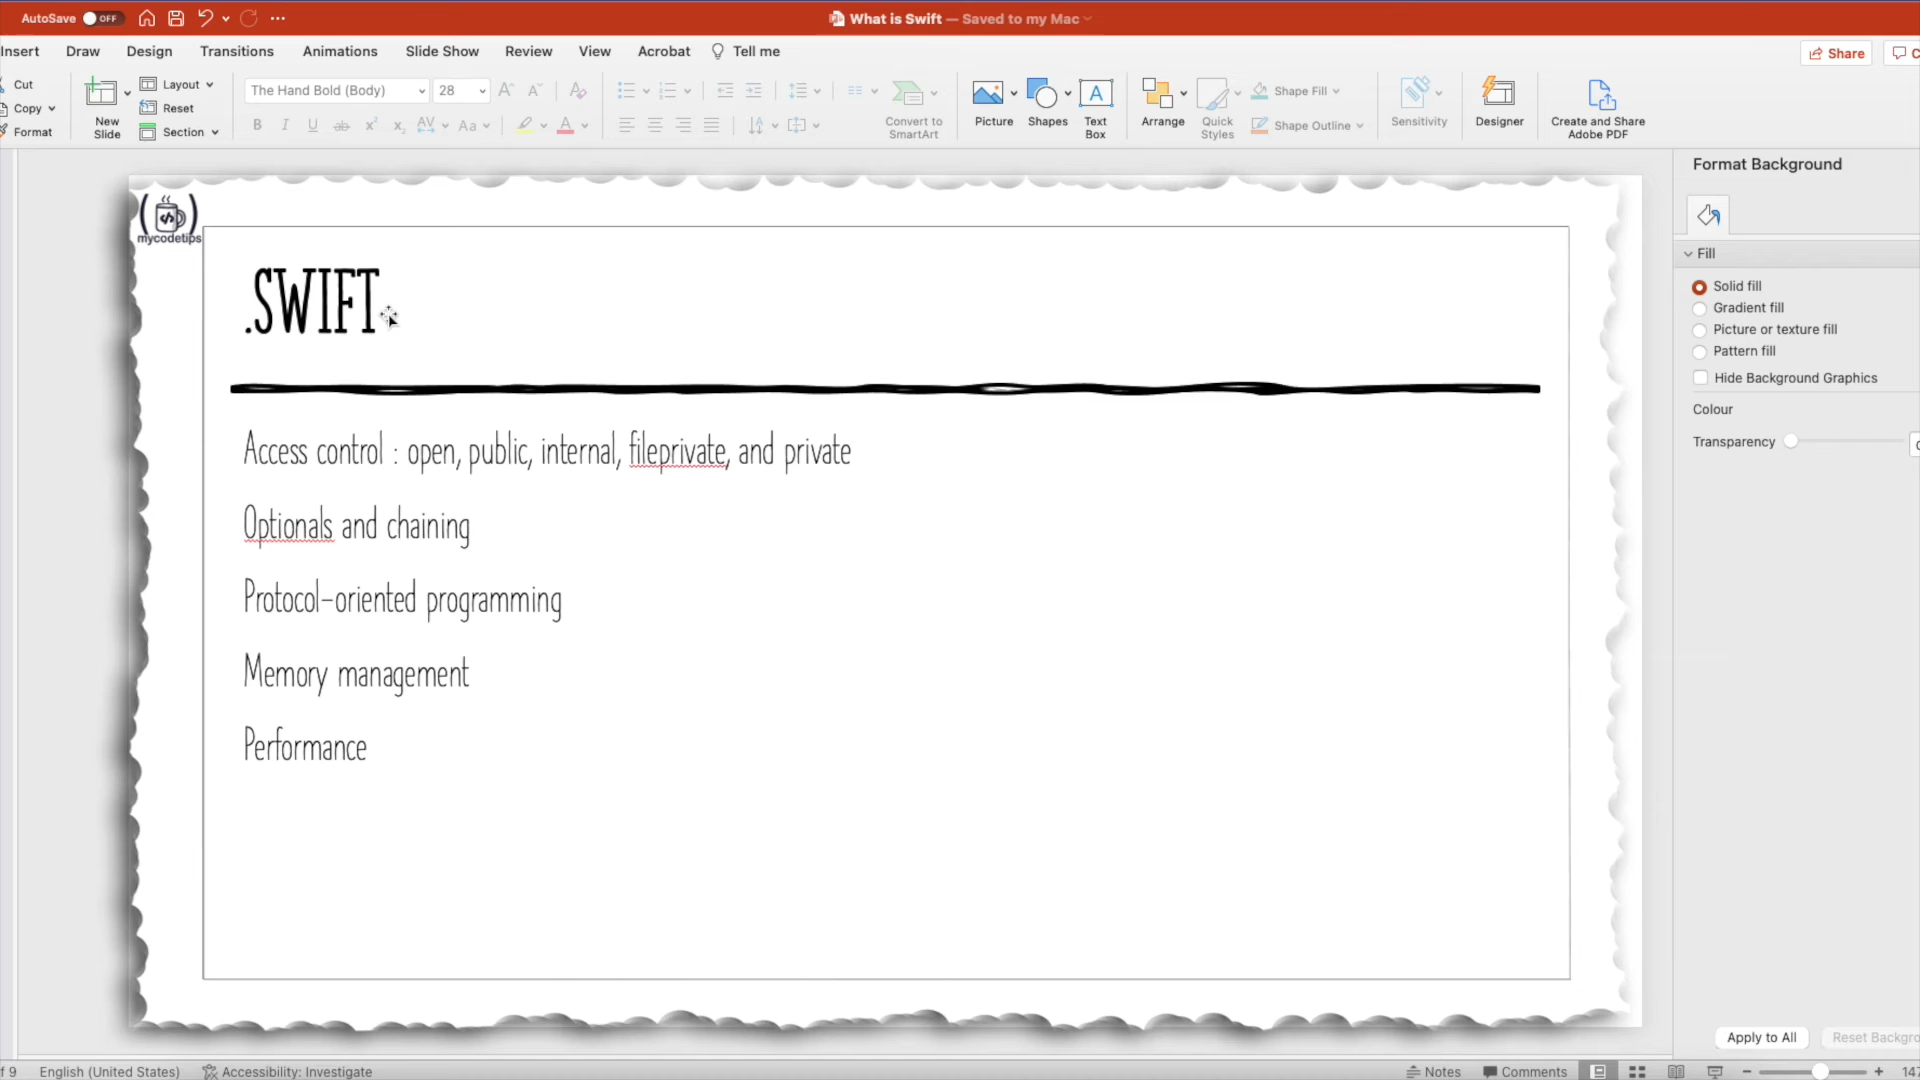 AutoSave OFF
What is Swift — Saved to my Mac
Insert Draw Design Transitions Animations Slide Show Review View Acrobat Tell me
Share
Cut
Copy
Format
New Slide
Layout
Reset
Section
The Hand Bold (Body) 28
Convert to SmartArt
Picture
Shapes
Text Box
Arrange
Quick Styles
Shape Fill
Shape Outline
Sensitivity
Designer
Create and Share Adobe PDF
Format Background
Fill
Solid fill
Gradient fill
Picture or texture fill
Pattern fill
Hide Background Graphics
Colour
Transparency
mycodetips
.SWIFT
Access control : open, public, internal, fileprivate, and private
Optionals and chaining
Protocol-oriented programming
Memory management
Performance
Apply to All
Reset Backgro
f 9 English (United States) Accessibility: Investigate
Notes Comments
147